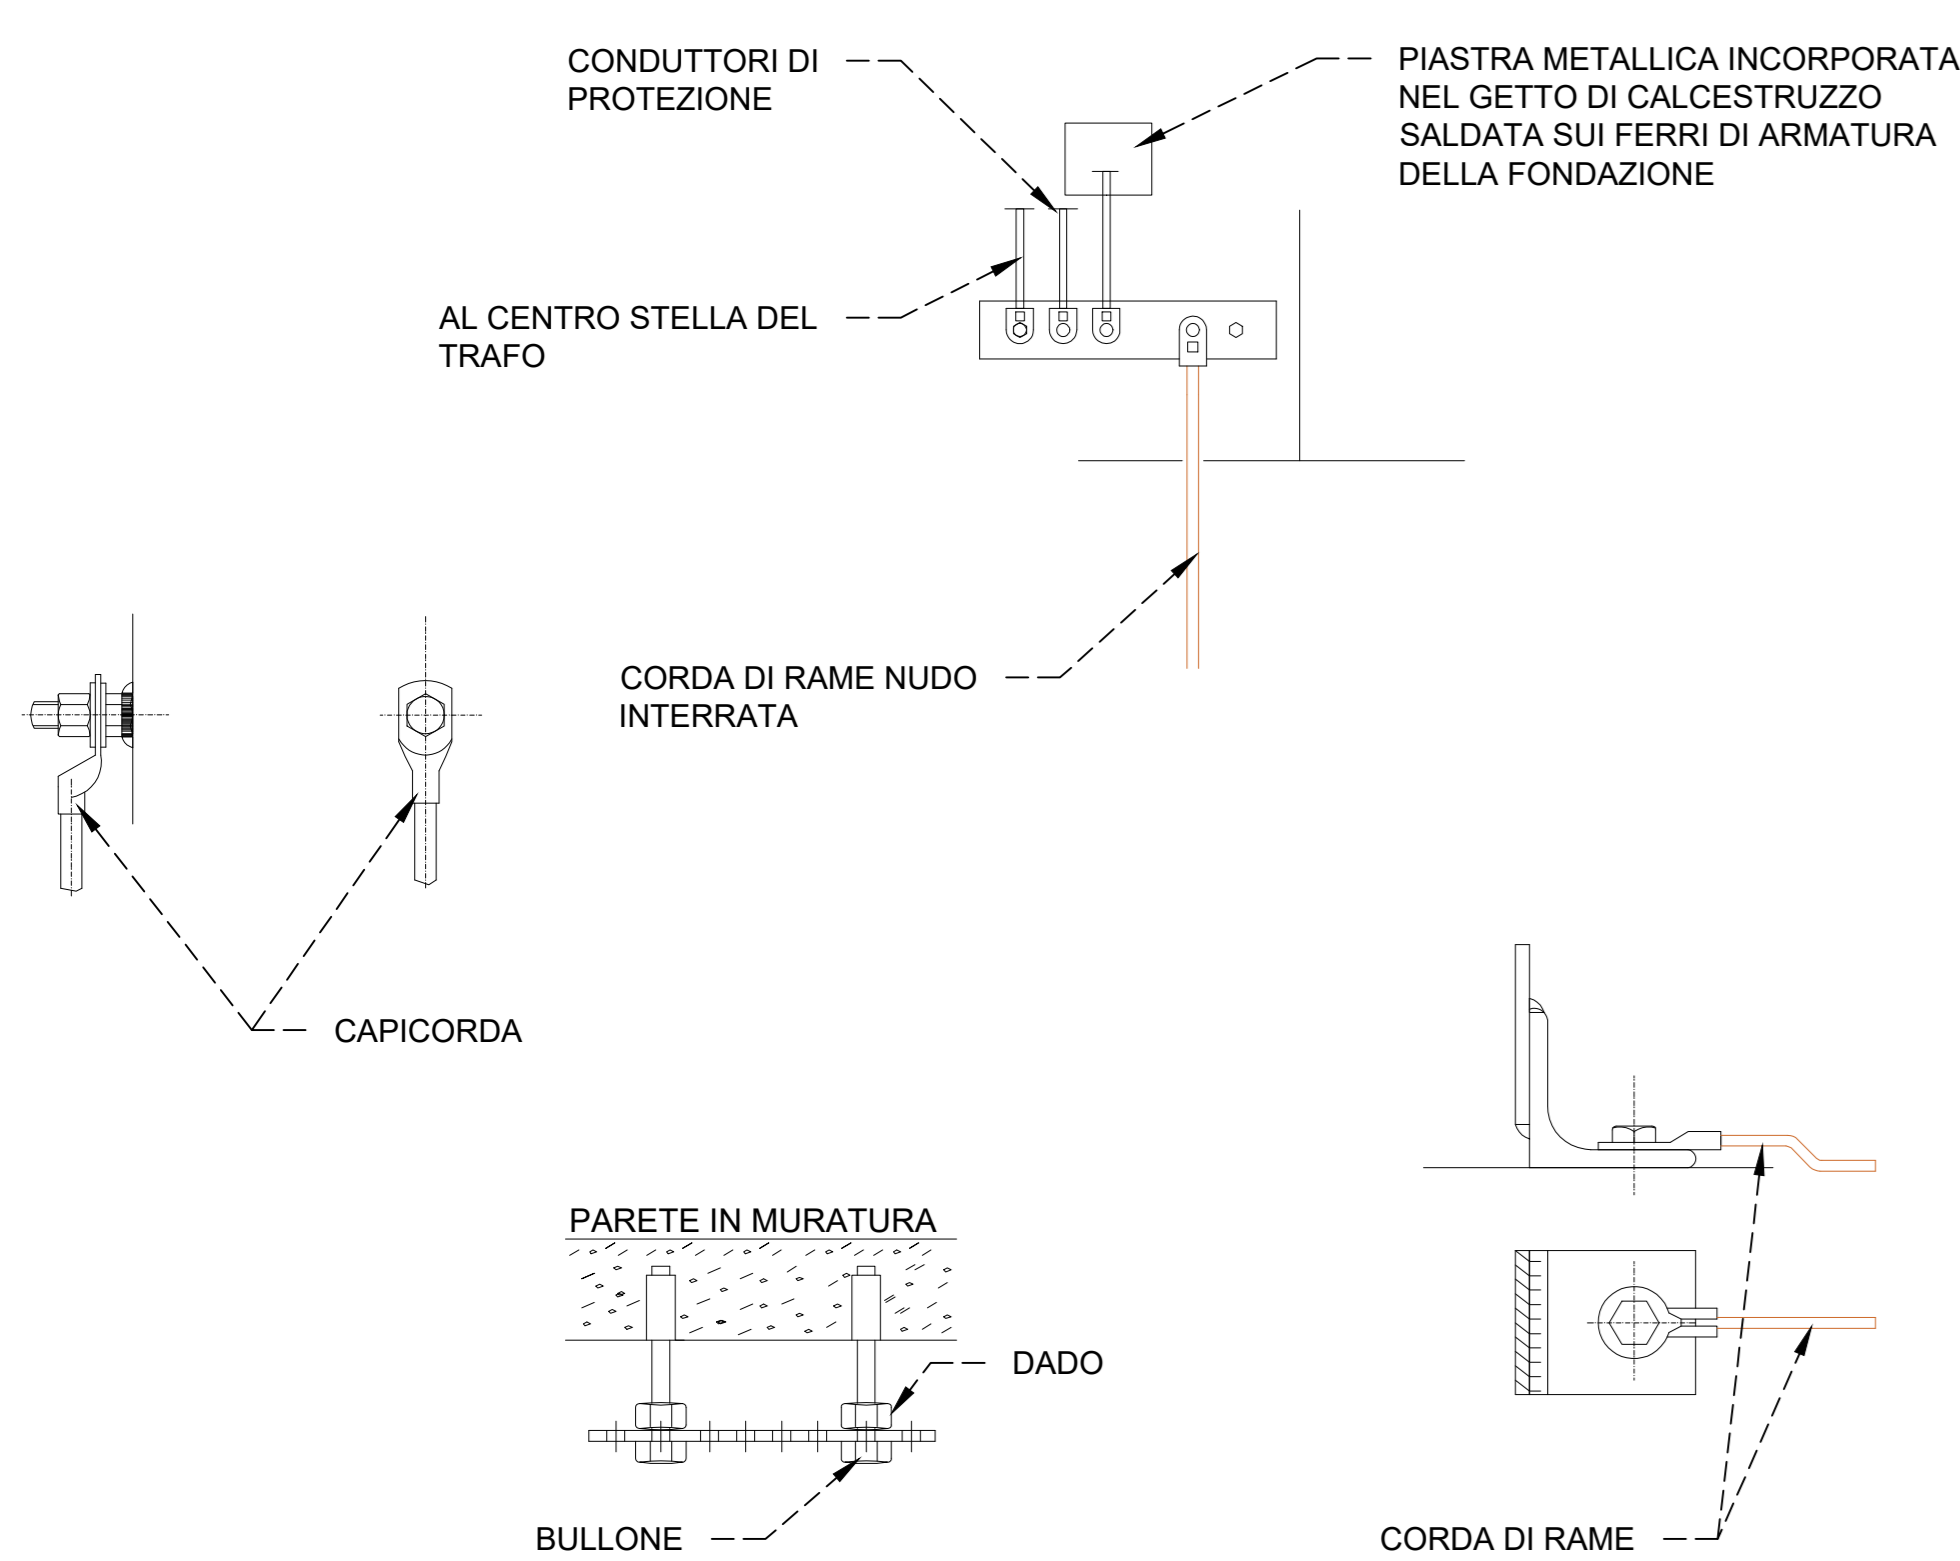 CONDUTTORI DI
PROTEZIONE
PIASTRA METALLICA INCORPORATA
NEL GETTO DI CALCESTRUZZO
SALDATA SUI FERRI DI ARMATURA
DELLA FONDAZIONE
AL CENTRO STELLA DEL
TRAFO
CORDA DI RAME NUDO
INTERRATA
CAPICORDA
PARETE IN MURATURA
DADO
BULLONE
CORDA DI RAME